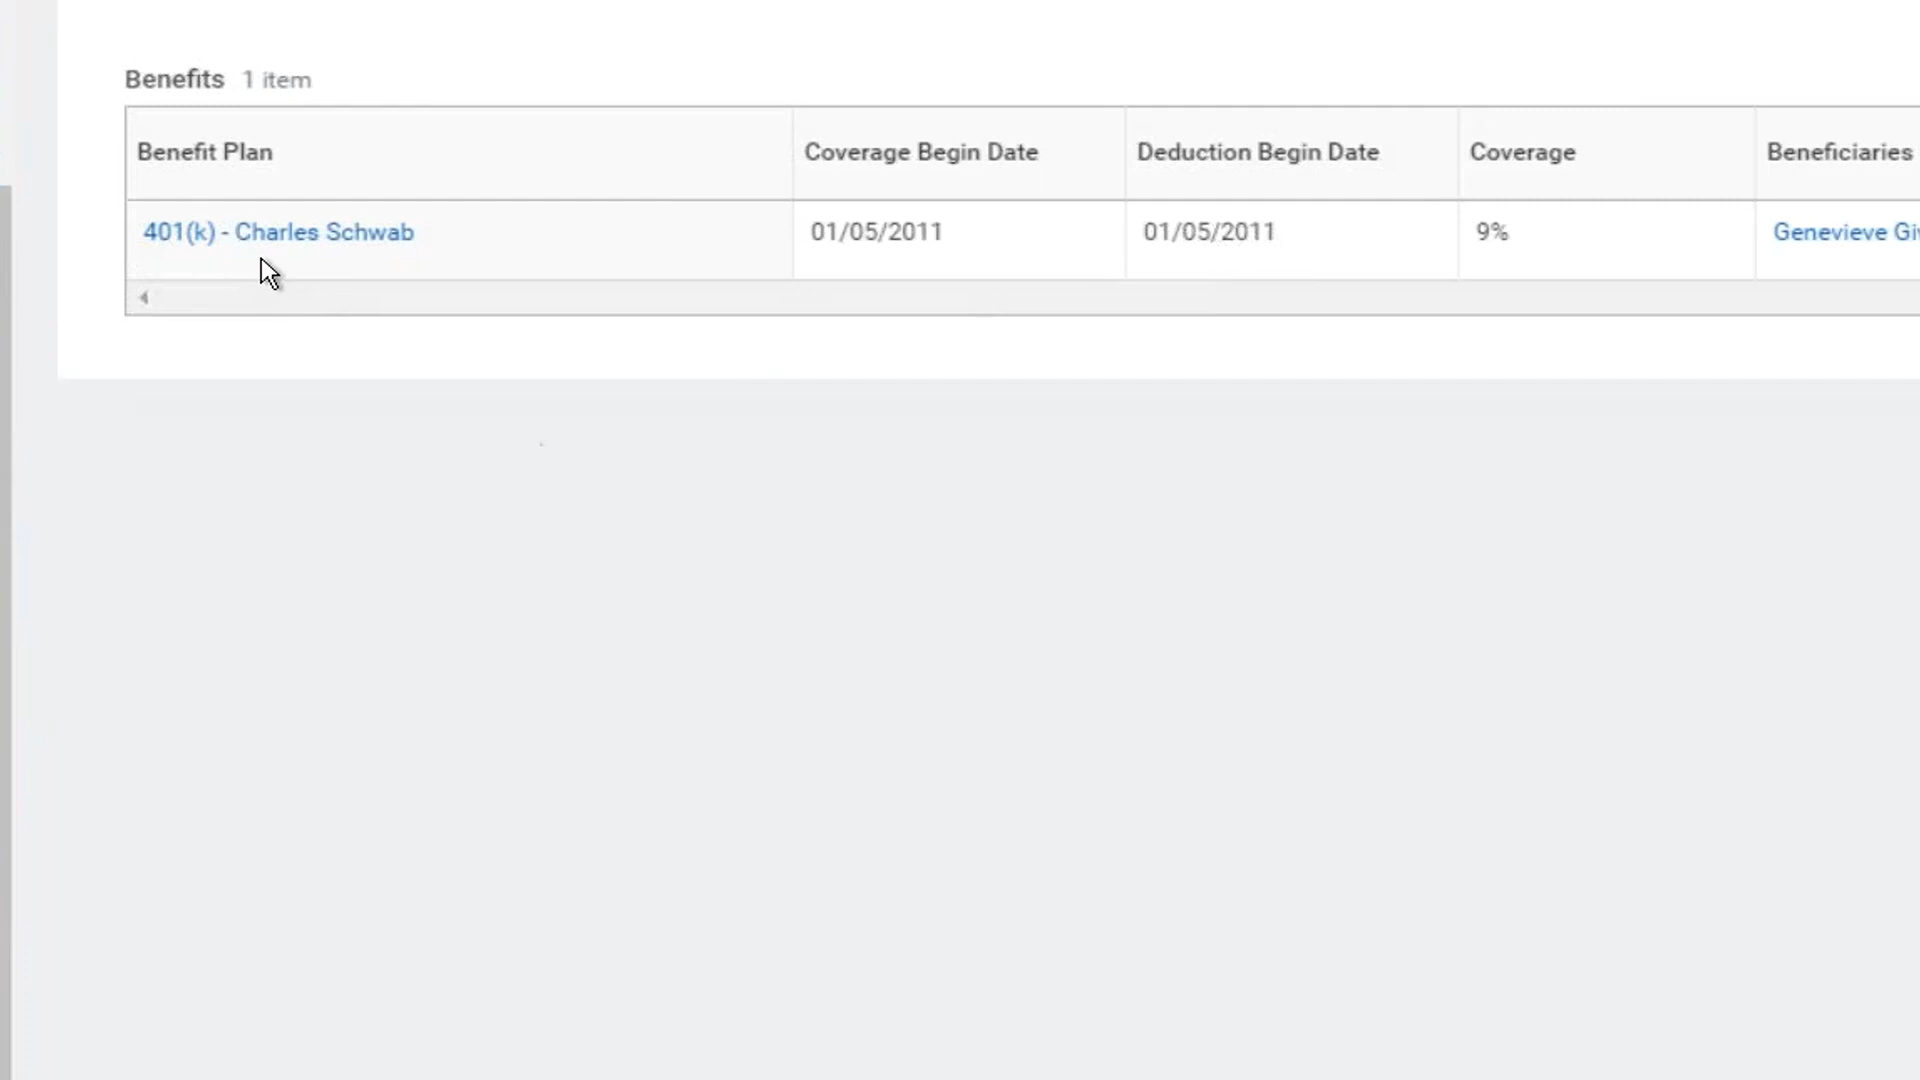 Benefits 1 item
Benefit Plan Coverage Begin Date Deduction Begin Date Coverage Beneficiaries
401(k) - Charles Schwab 01/05/2011 01/05/2011 9% Genevieve